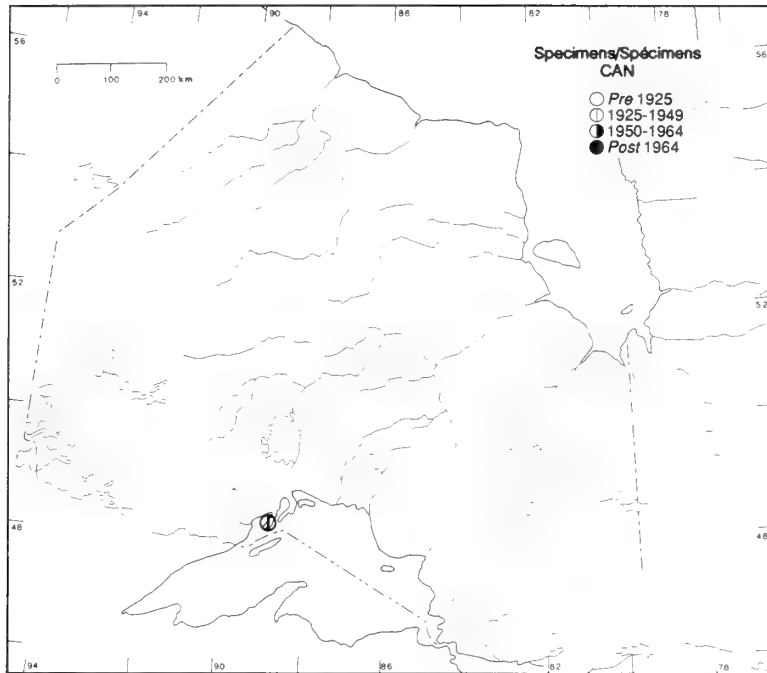 94 90 86 82 78
56 56
0 100 200 km
Specimens/Spécimens
CAN
Pre 1925
1925-1949
1950-1964
Post 1964
52 52
48 48
94 90 86 82 78